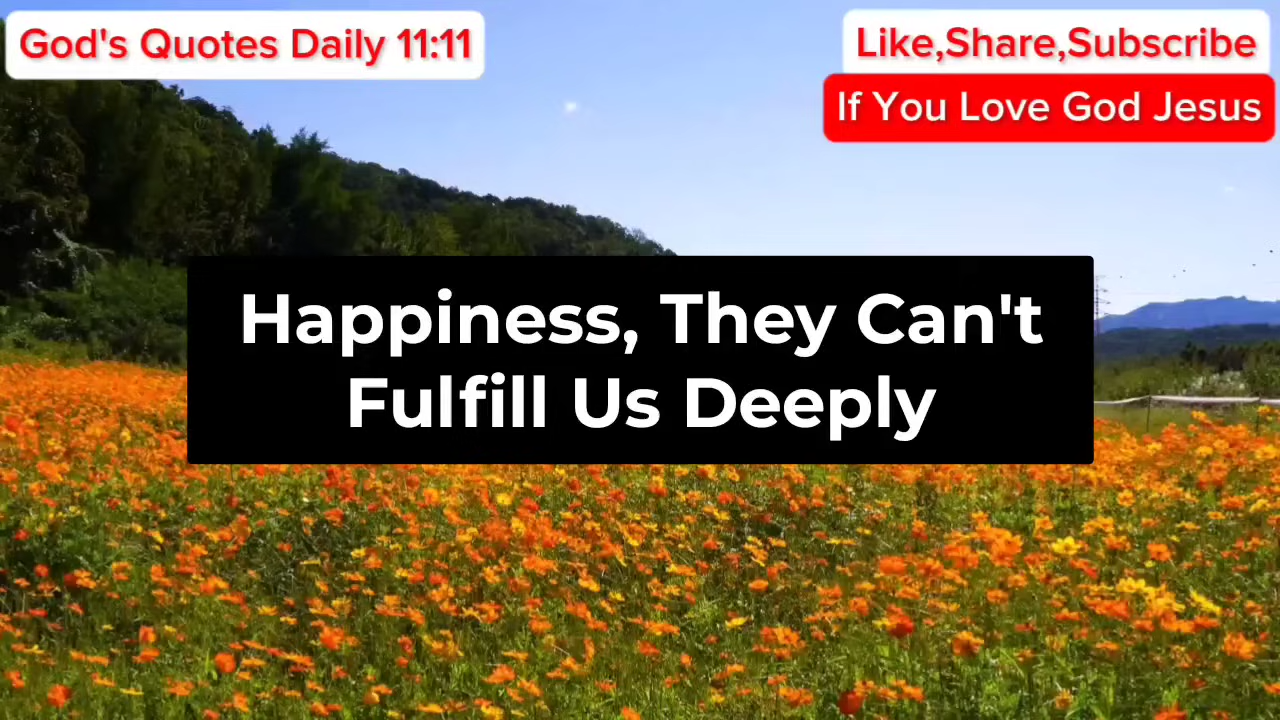 God's Quotes Daily 11:11
Like,Share,Subscribe
If You Love God Jesus
Happiness, They Can't
Fulfill Us Deeply